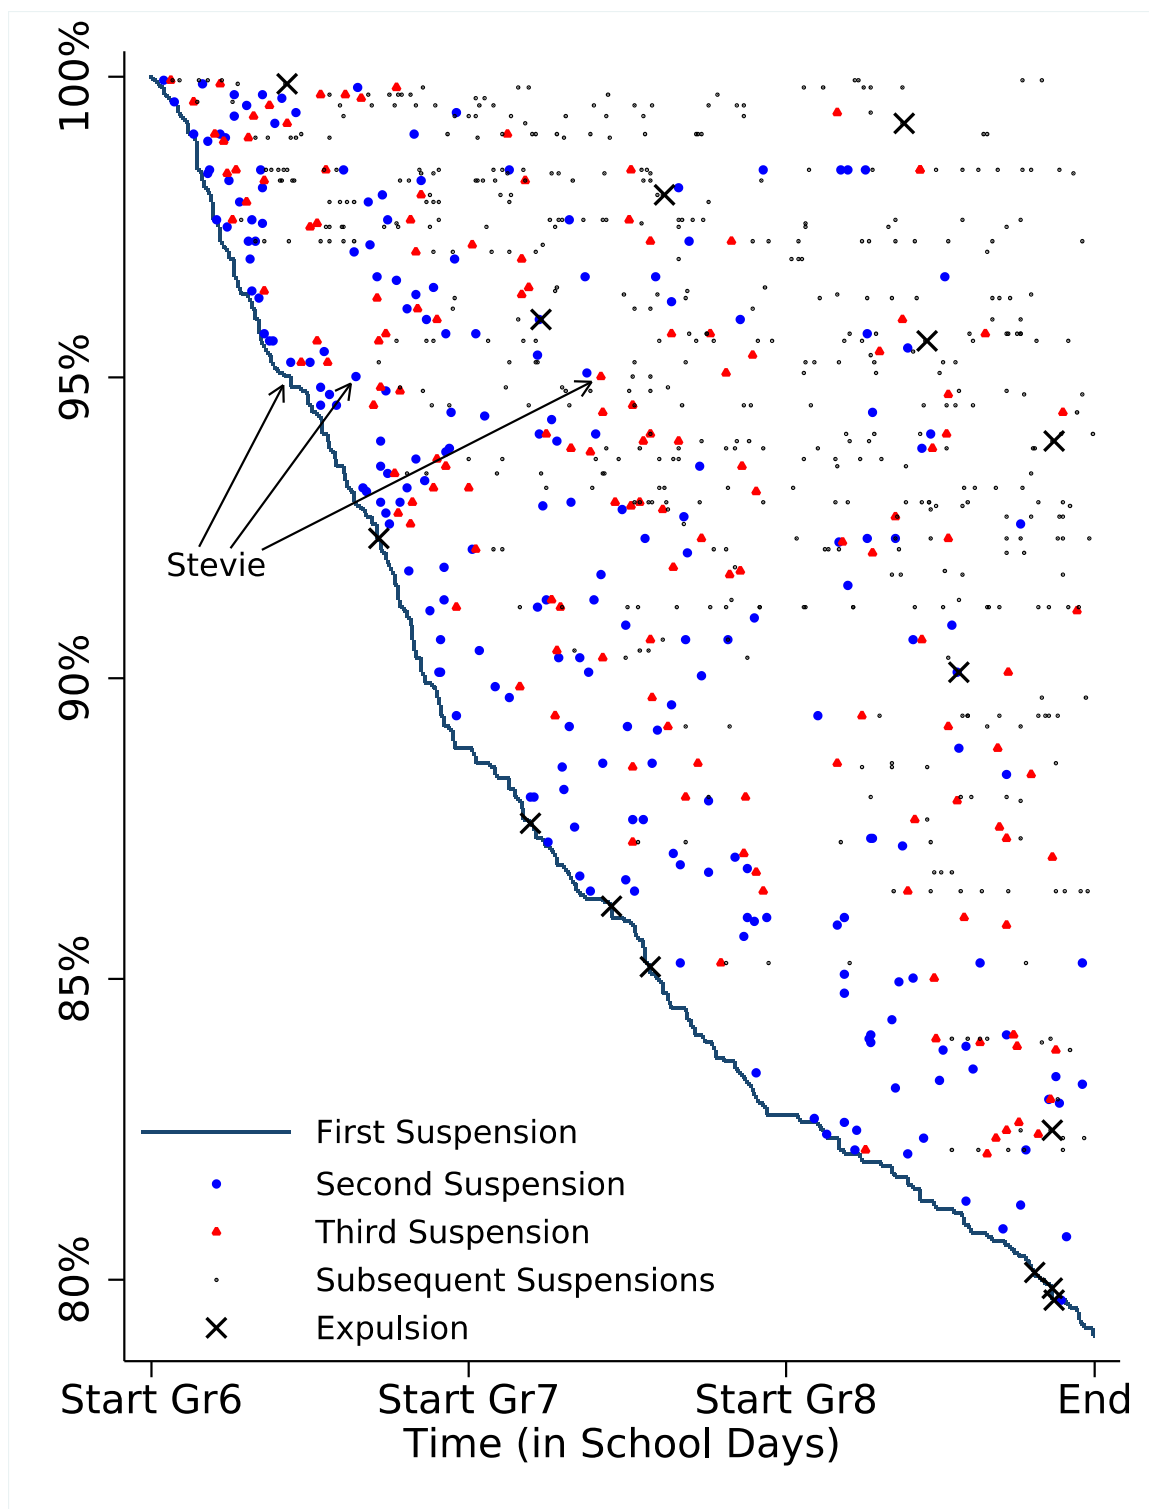 100%
95%
90%
85%
80%
Stevie
First Suspension
Second Suspension
Third Suspension
Subsequent Suspensions
Expulsion
Start Gr6 Start Gr7 Start Gr8 End
Time (in School Days)